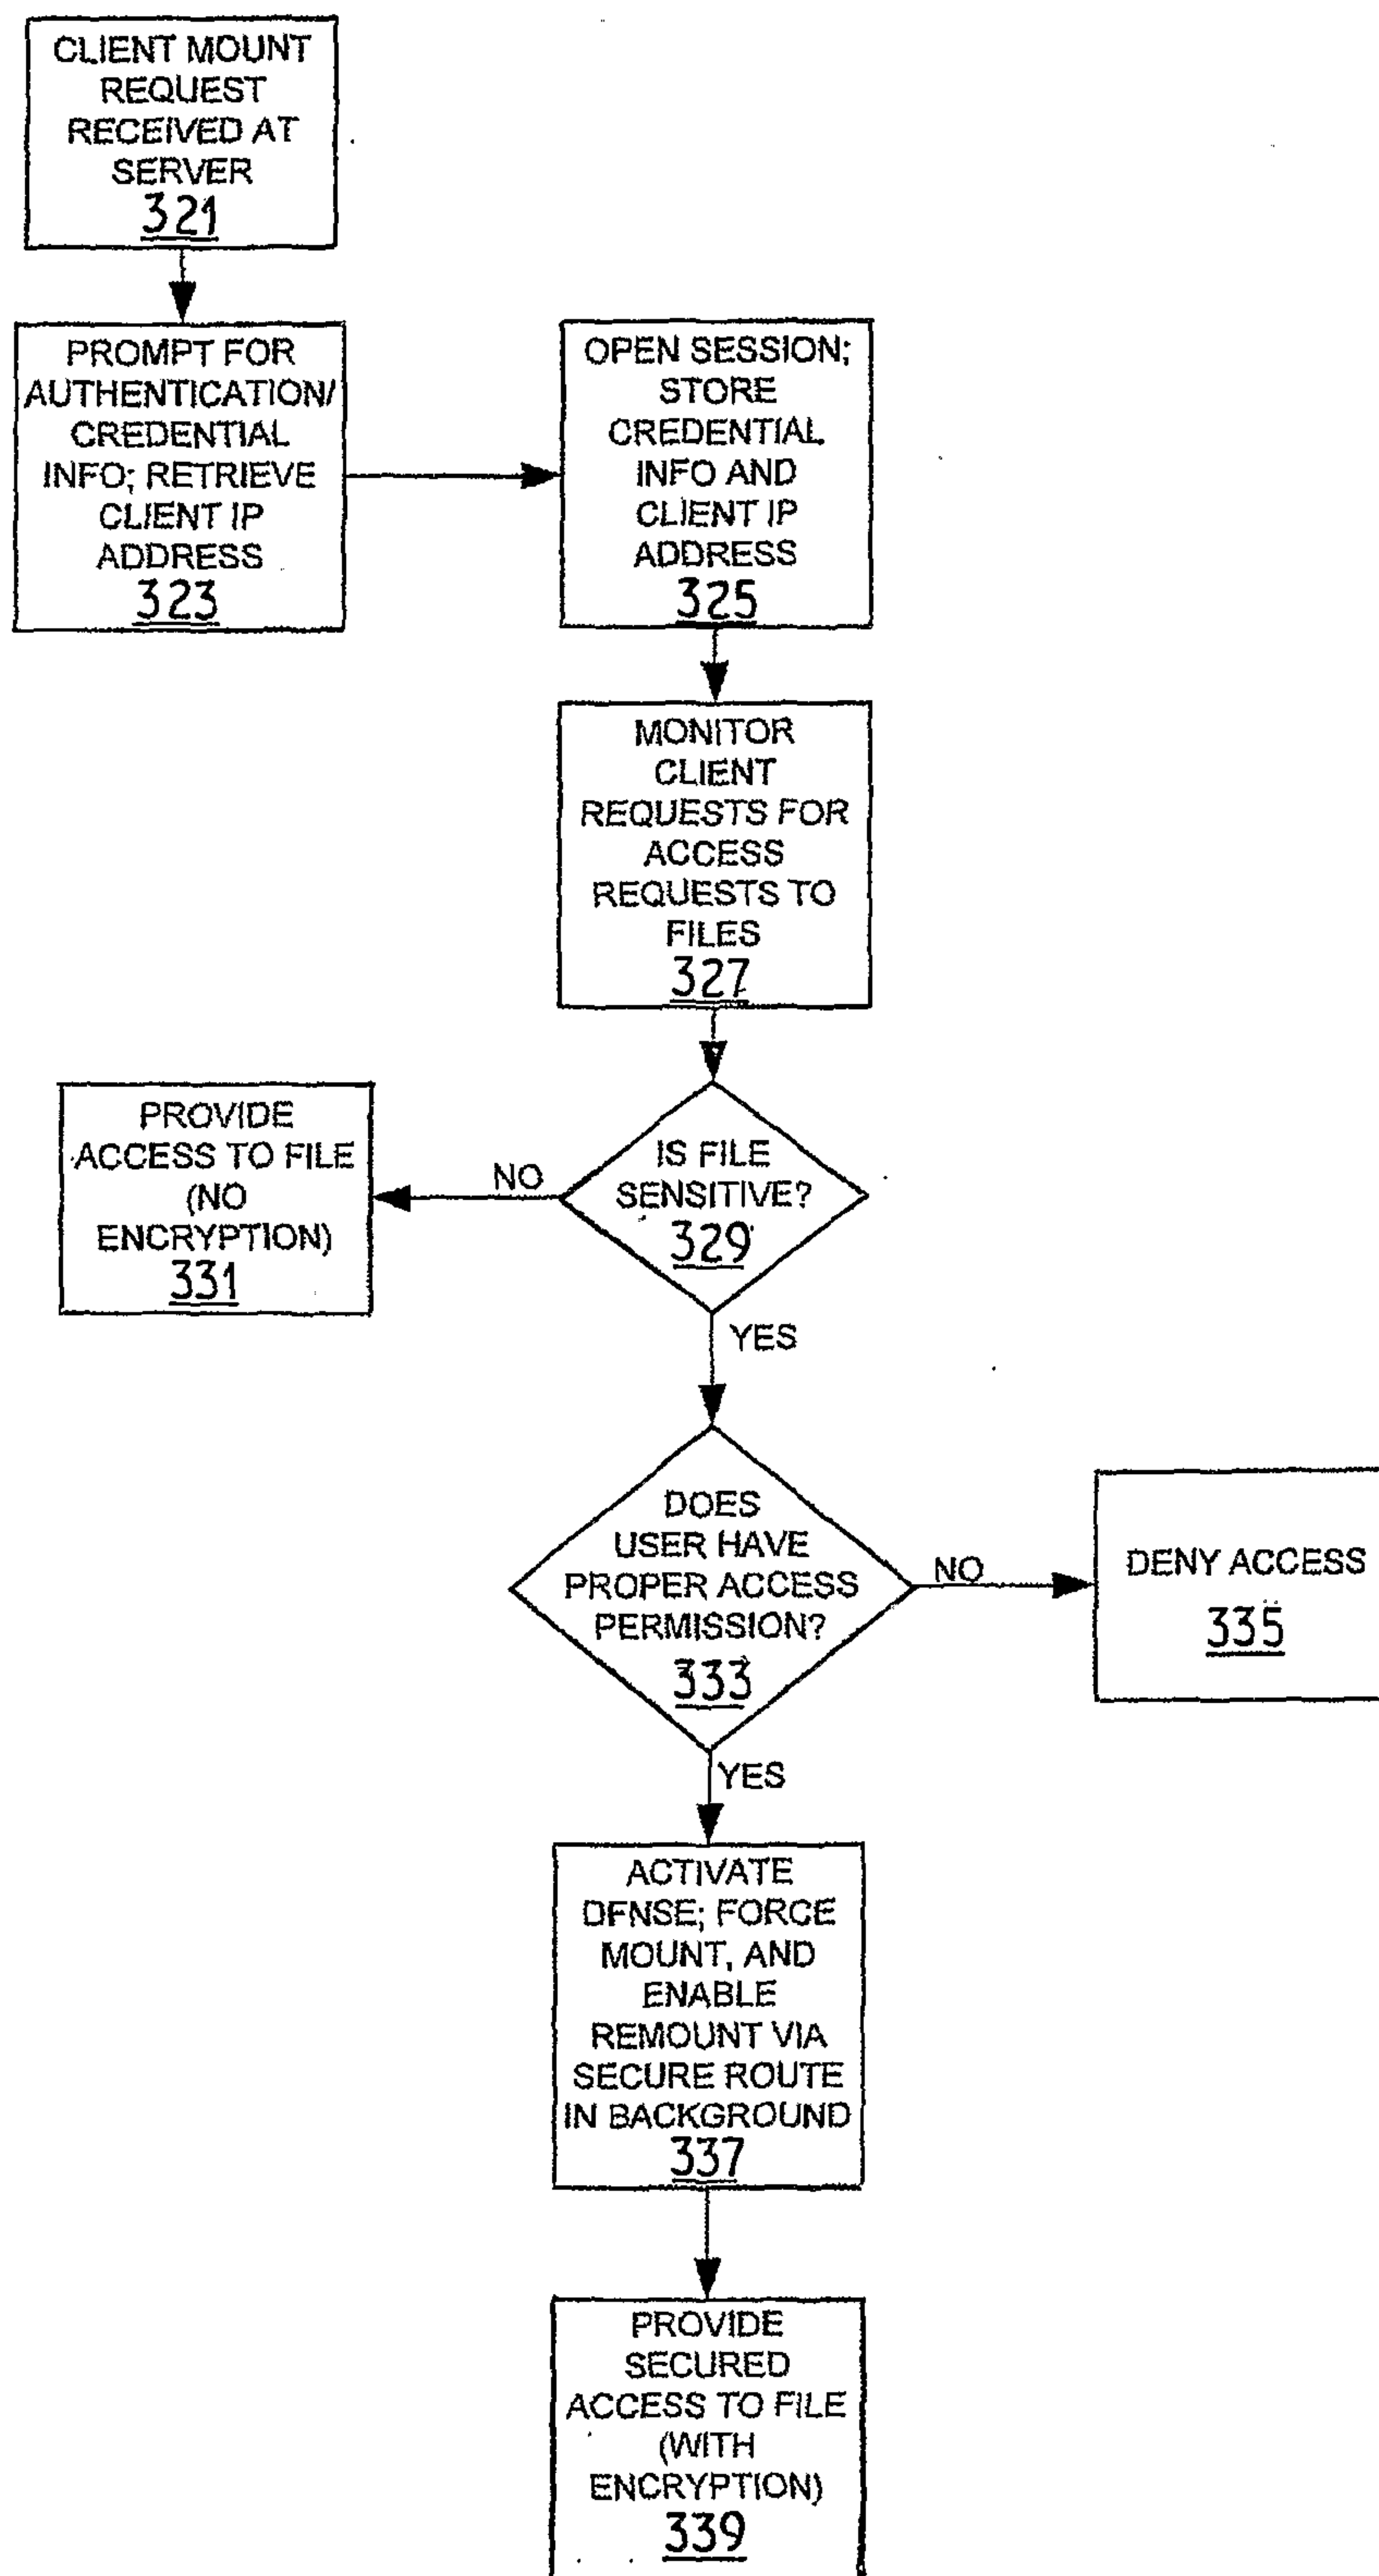 CLIENT MOUNT
REQUEST
RECEIVED AT
SERVER
321
PROMPT FOR
AUTHENTICATION/
CREDENTIAL
INFO; RETRIEVE
CLIENT IP
ADDRESS
323
OPEN SESSION;
STORE
CREDENTIAL
INFO AND
CLIENT IP
ADDRESS
325
MONITOR
CLIENT
REQUESTS FOR
ACCESS
REQUESTS TO
FILES
327
IS FILE
SENSITIVE?
329
NO
PROVIDE
ACCESS TO FILE
(NO
ENCRYPTION)
331
YES
DOES
USER HAVE
PROPER ACCESS
PERMISSION?
333
NO
DENY ACCESS
335
YES
ACTIVATE
DFNSE; FORCE
MOUNT, AND
ENABLE
REMOUNT VIA
SECURE ROUTE
IN BACKGROUND
337
PROVIDE
SECURED
ACCESS TO FILE
(WITH
ENCRYPTION)
339